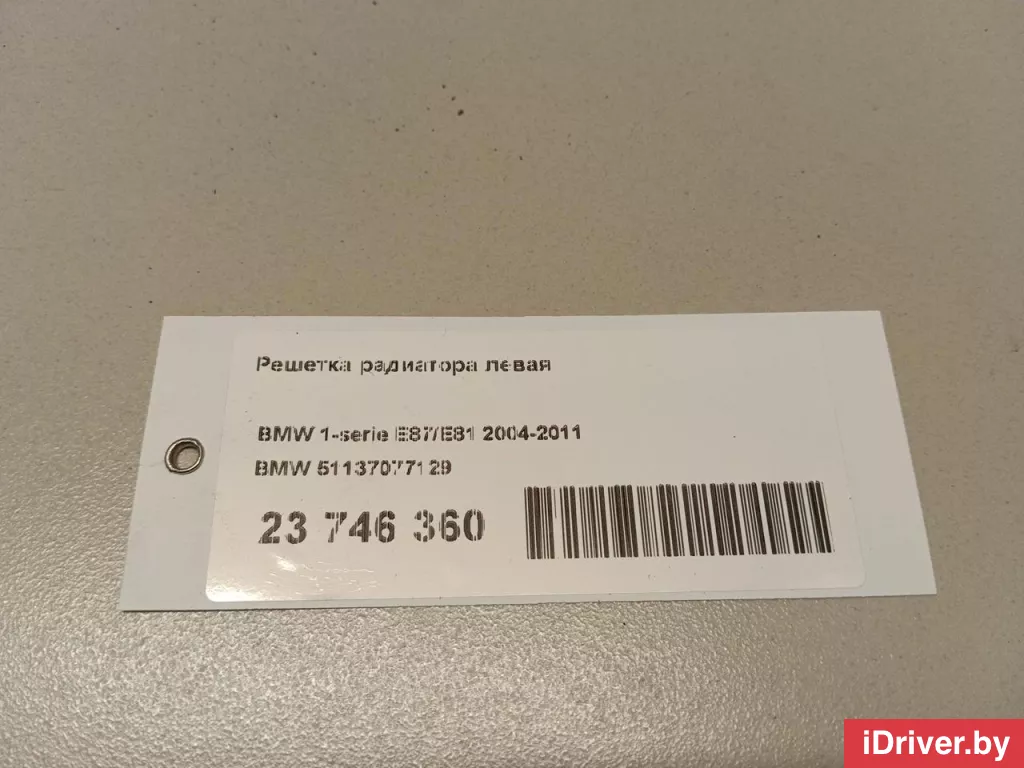 Решетка радиатора левая
BMW 1-serie E87/E81 2004-2011
BMW 51137077129
23 746 360
iDriver.by